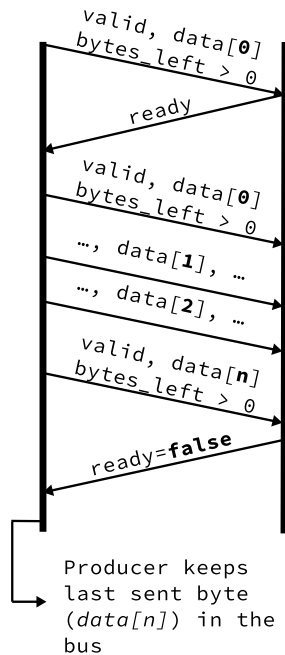 valid, data[0]
bytes_left > 0
ready
valid, data[0]
bytes_left > 0
…, data[1], …
…, data[2], …
valid, data[n]
bytes_left > 0
ready=false
Producer keeps
last sent byte
(data[n]) in the
bus